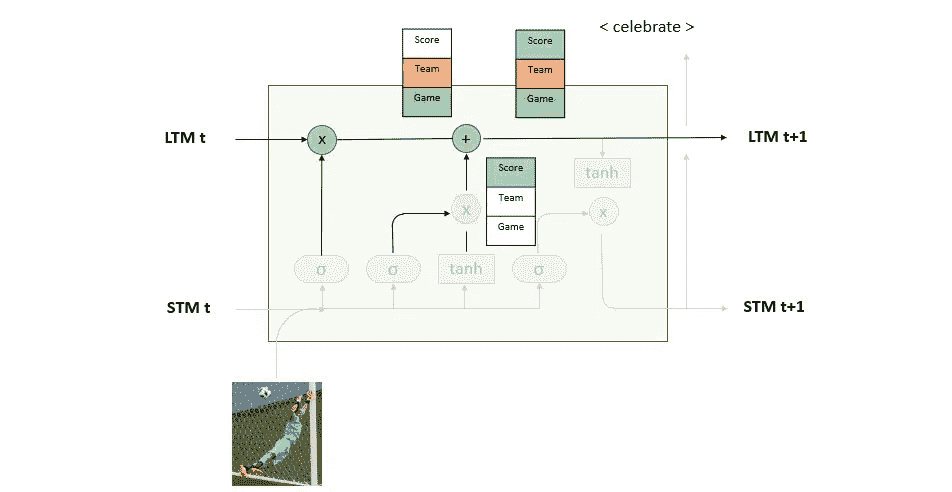 < celebrate >
Score
Team
Game
Score
Team
Game
LTM t
x
+
LTM t+1
Score
Team
Game
tanh
x
x
σ
σ
tanh
σ
STM t
STM t+1